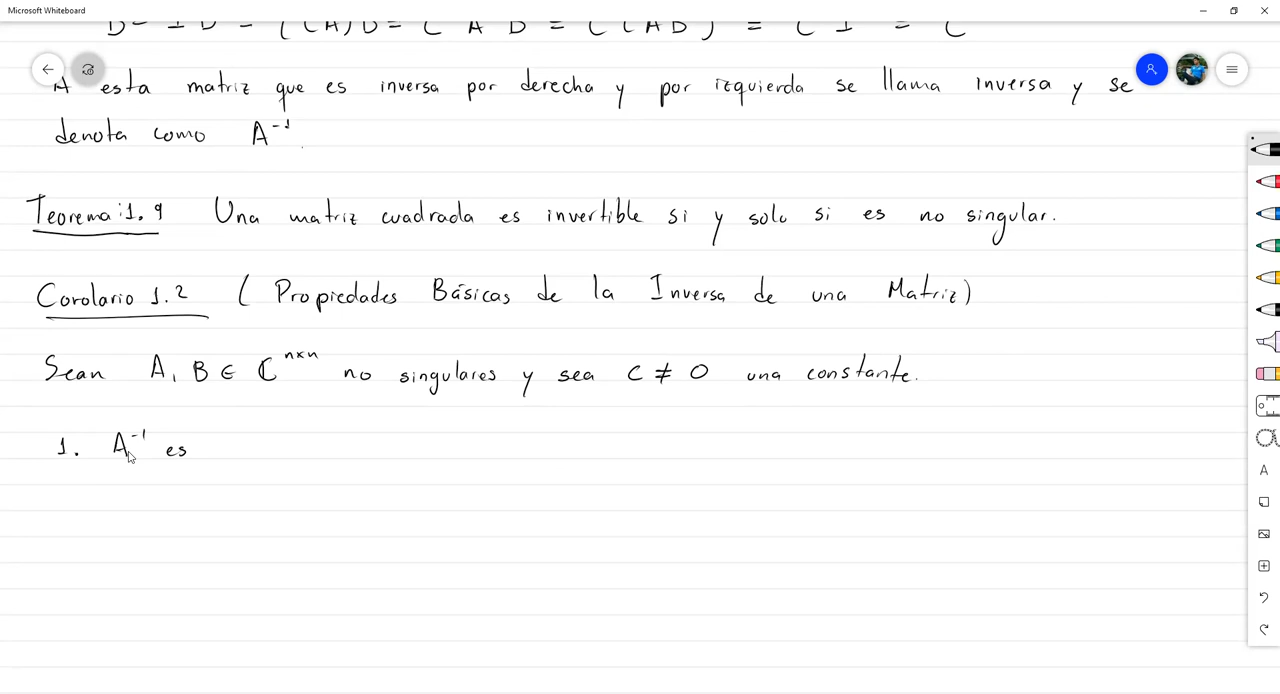 Microsoft Whiteboard
B = I B = (CA)B = C A B = C (AB) = C I = C
A esta matriz que es inversa por derecha y por izquierda se llama inversa y se
denota como A⁻¹.
Teorema: 1.9 Una matriz cuadrada es invertible si y solo si es no singular.
Corolario 1.2 (Propiedades Básicas de la Inversa de una Matriz)
Sean A, B ∈ ℂⁿˣⁿ no singulares y sea c ≠ 0 una constante.
1. A⁻¹ es